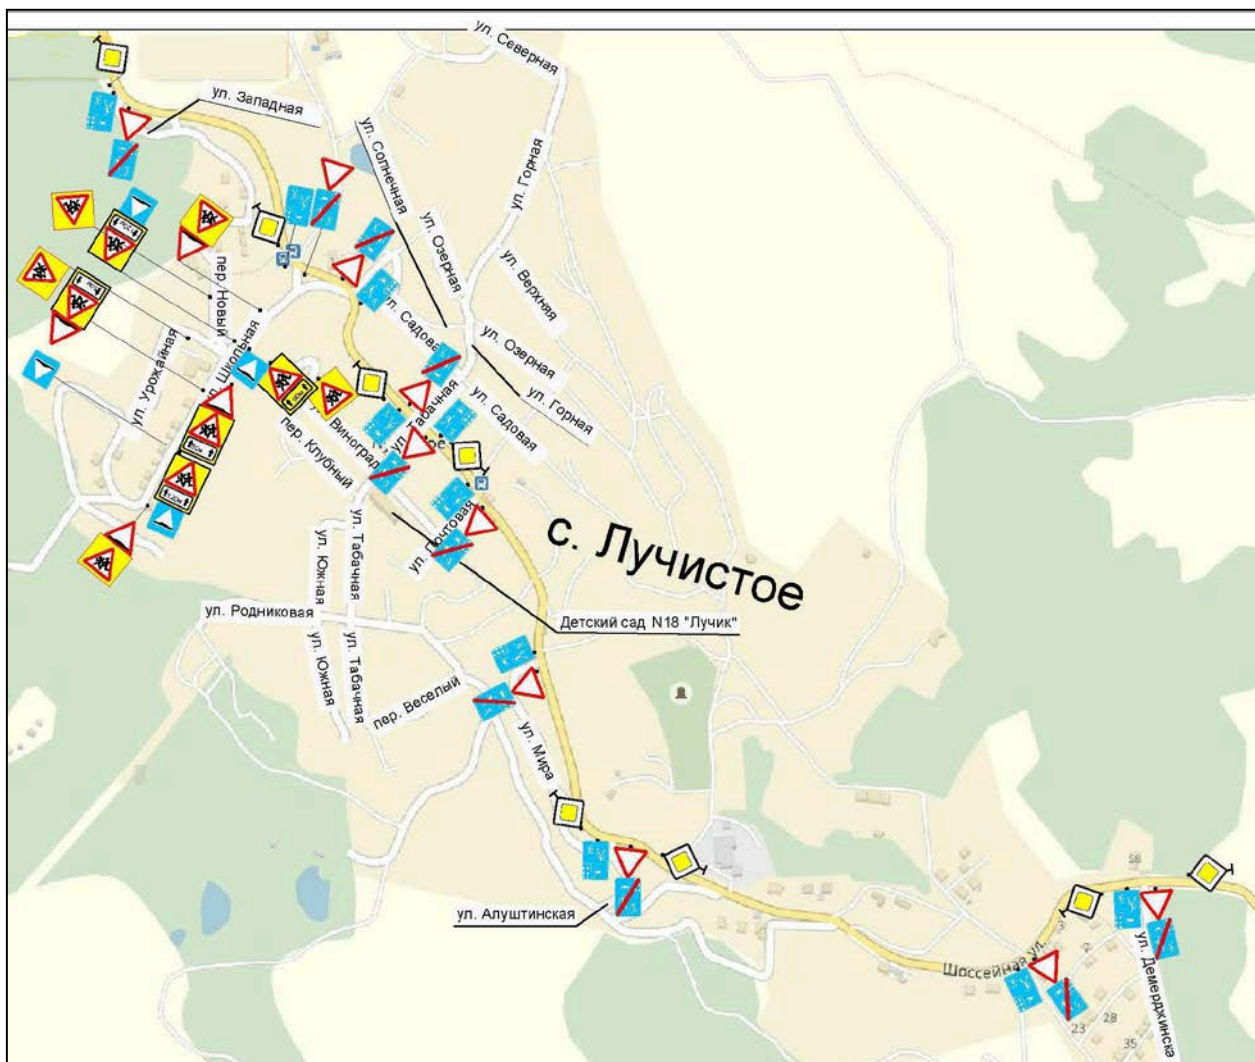 ул. Северная
ул. Западная
ул. Солнечная
ул. Горная
ул. Озерная
ул. Верхняя
пер. Новый
ул. Садовая
ул. Озерная
ул. Школьная
ул. Урожайная
ул. Горная
ул. Табачная
ул. Садовая
пер. Клубный
ул. Почтовая
с. Лучистое
ул. Южная
ул. Табачная
ул. Родниковая
Детский сад N18 "Лучик"
ул. Южная
ул. Табачная
пер. Веселый
ул. Мира
ул. Алуштинская
58
3
2
Шоссейная ул.
ул. Демерджинска
23
28
35